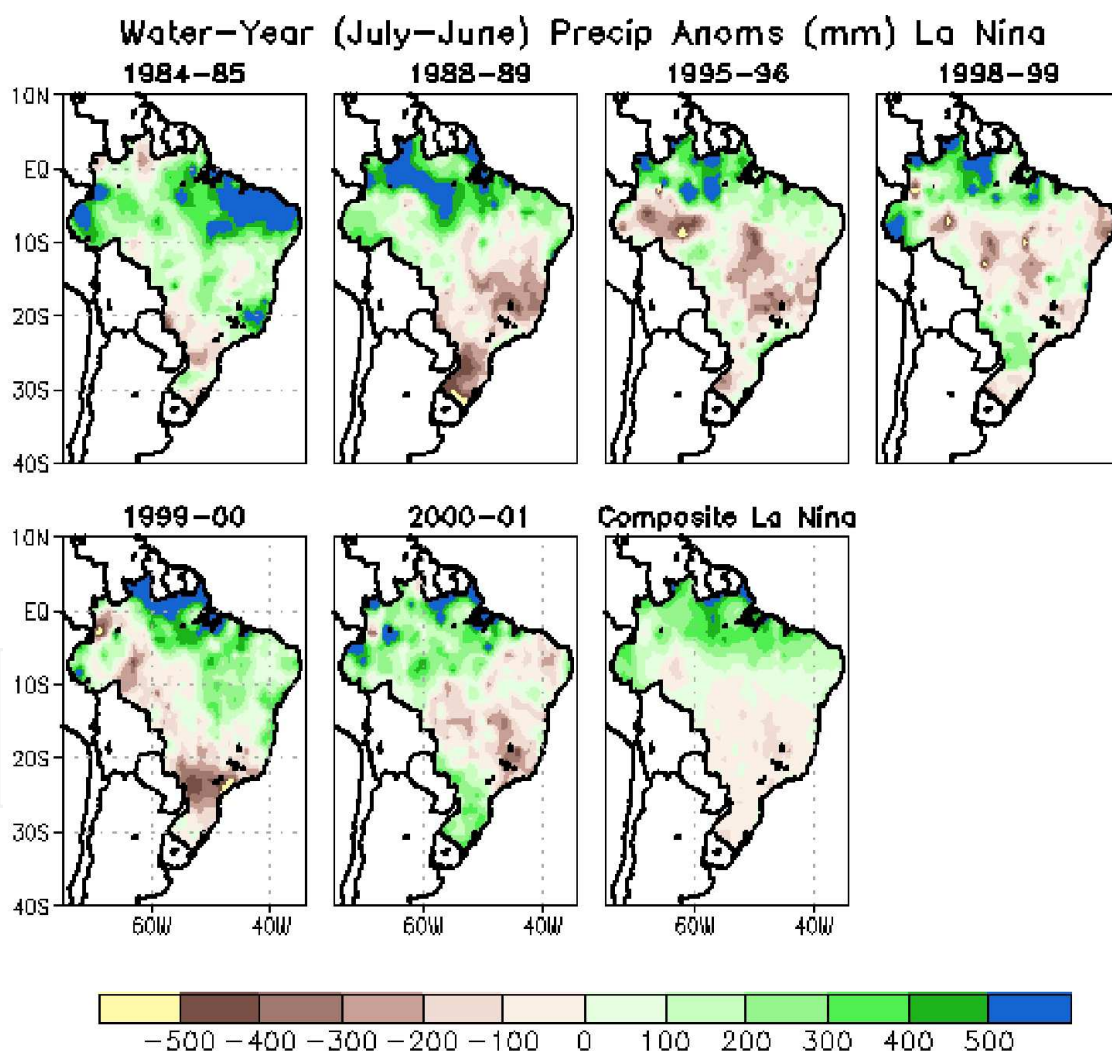 Water-Year (July-June) Precip Anoms (mm) La Nina
1984-85 1988-89 1995-96 1998-99
10N
EQ
10S
20S
30S
40S
1999-00 2000-01 Composite La Nina
10N
EQ
10S
20S
30S
40S
60W 40W 60W 40W 60W 40W
-500 -400 -300 -200 -100 0 100 200 300 400 500